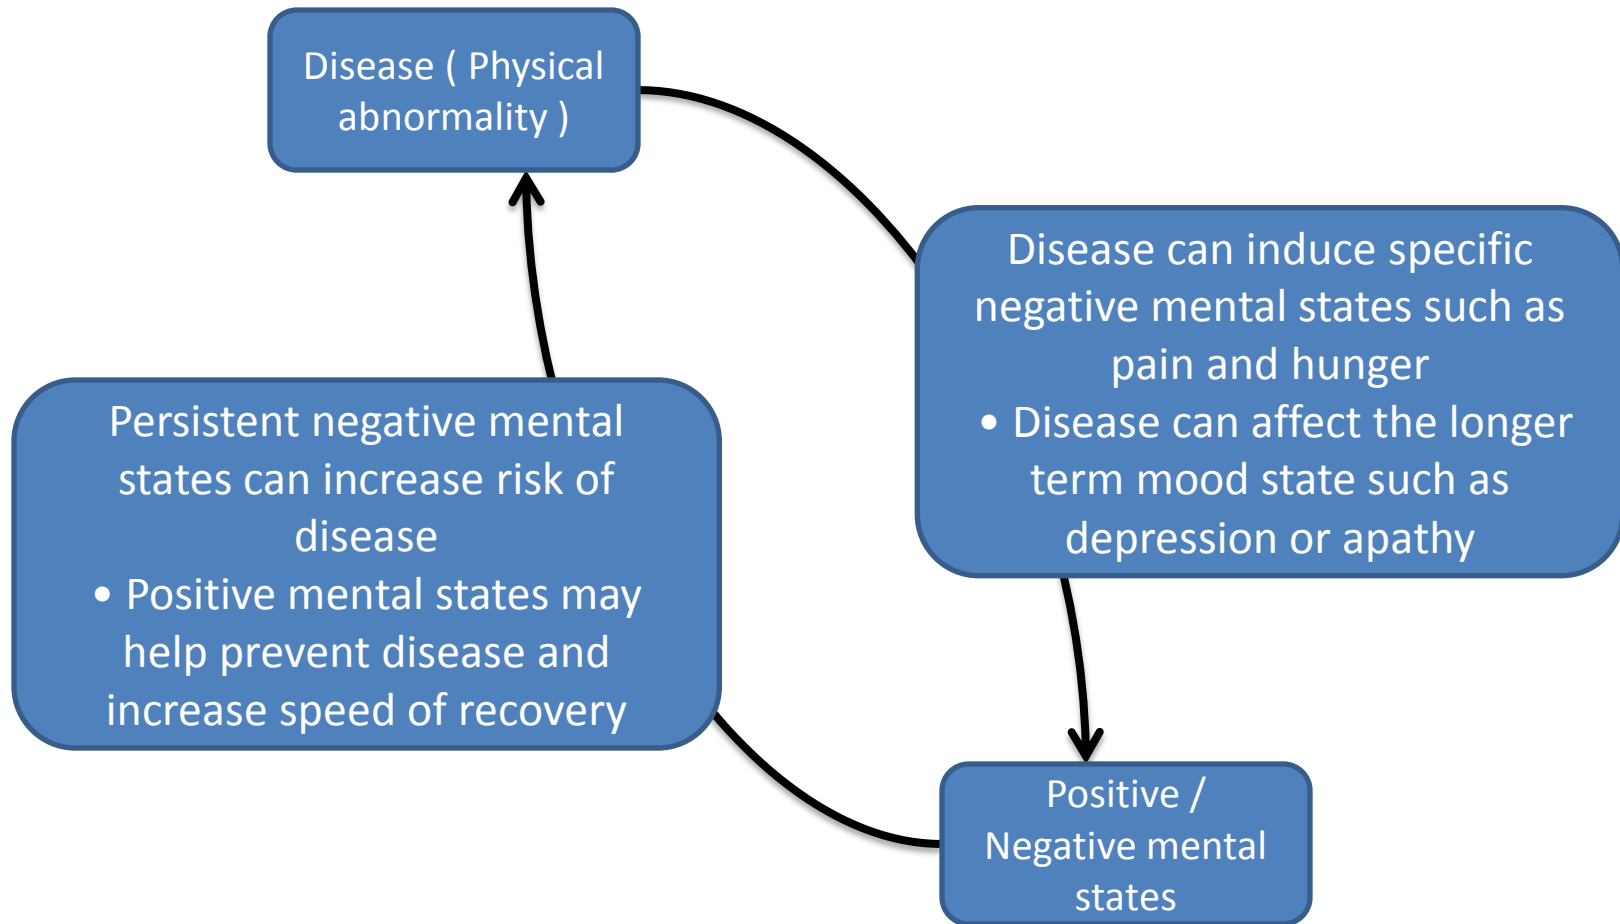 Disease ( Physical
abnormality )
Disease can induce specific
negative mental states such as
pain and hunger
• Disease can affect the longer
term mood state such as
depression or apathy
Persistent negative mental
states can increase risk of
disease
• Positive mental states may
help prevent disease and
increase speed of recovery
Positive /
Negative mental
states